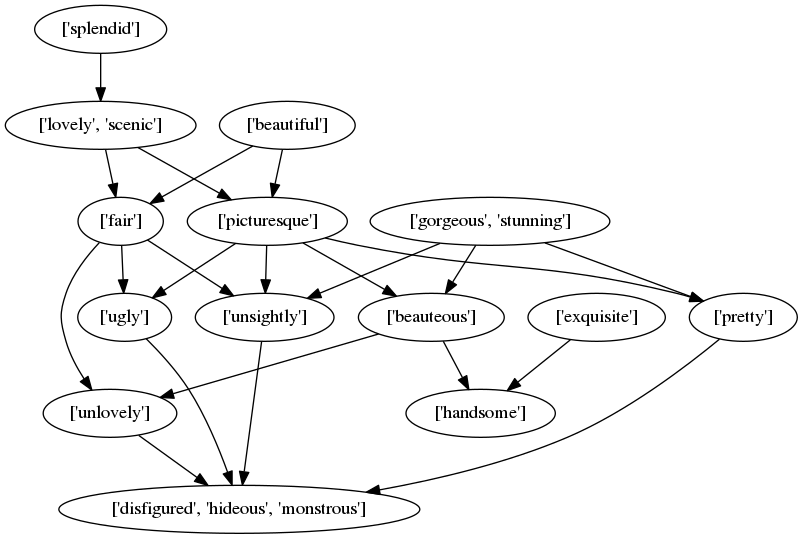 ['splendid']
['lovely', 'scenic']
['beautiful']
['fair']
['picturesque']
['gorgeous', 'stunning']
['ugly']
['unsightly']
['beauteous']
['exquisite']
['pretty']
['unlovely']
['handsome']
['disfigured', 'hideous', 'monstrous']